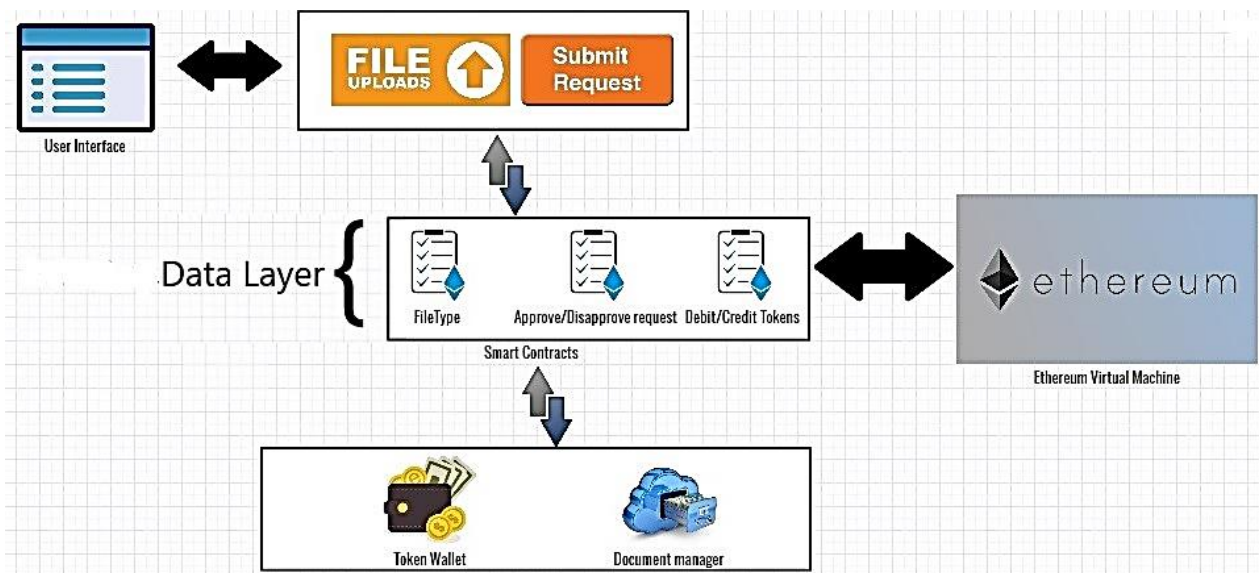 FILE
UPLOADS
Submit
Request
User Interface
Data Layer
FileType
Approve/Disapprove request
Debit/Credit Tokens
Smart Contracts
ethereum
Ethereum Virtual Machine
Token Wallet
Document manager